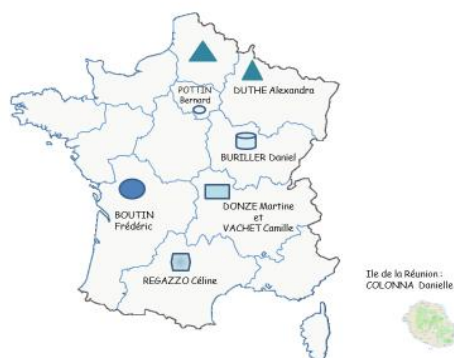 POTTIN
Bernard
DUTHE Alexandra
BURILLER Daniel
BOUTIN
Frédéric
DONZE Martine
et
VACHET Camille
REGAZZO Céline
Ile de la Réunion :
COLONNA Danielle